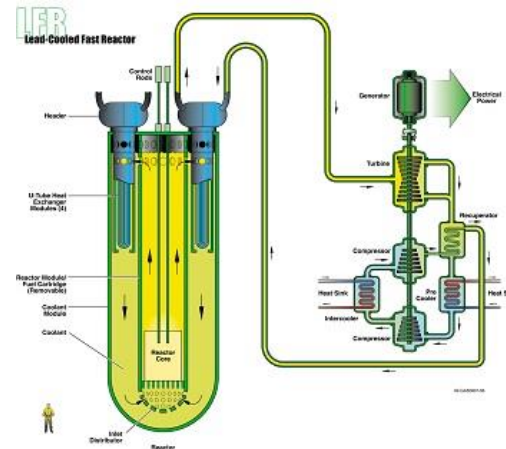 LFR
Lead-Cooled Fast Reactor
Control
Rods
Header
Generator
Electrical
Power
Turbine
U-Tube Heat
Exchanger
Modules (4)
Recuperator
Compressor
Reactor Module/
Fuel Cartridge
(Removable)
Heat Sink
Pre
Cooler
Heat S
Coolant
Module
Intercooler
Compressor
Coolant
Reactor
Core
Inlet
Distributor
Reactor